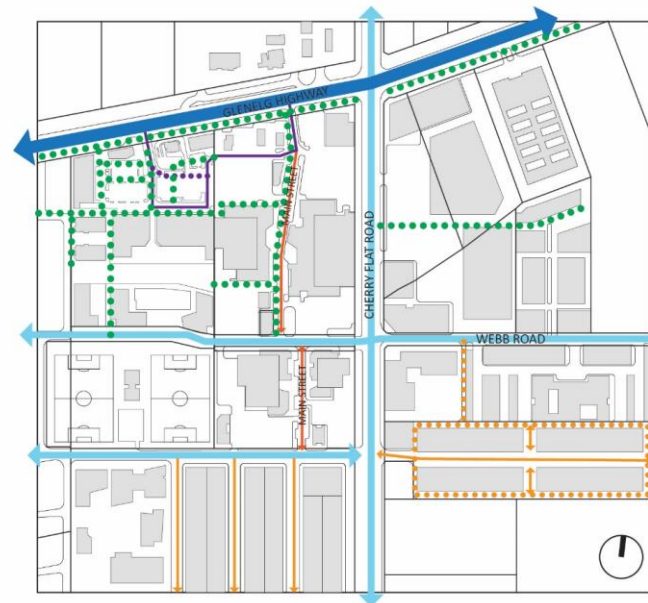 GLENELG HIGHWAY
MAIN STREET
CHERRY FLAT ROAD
WEBB ROAD
MAIN STREET